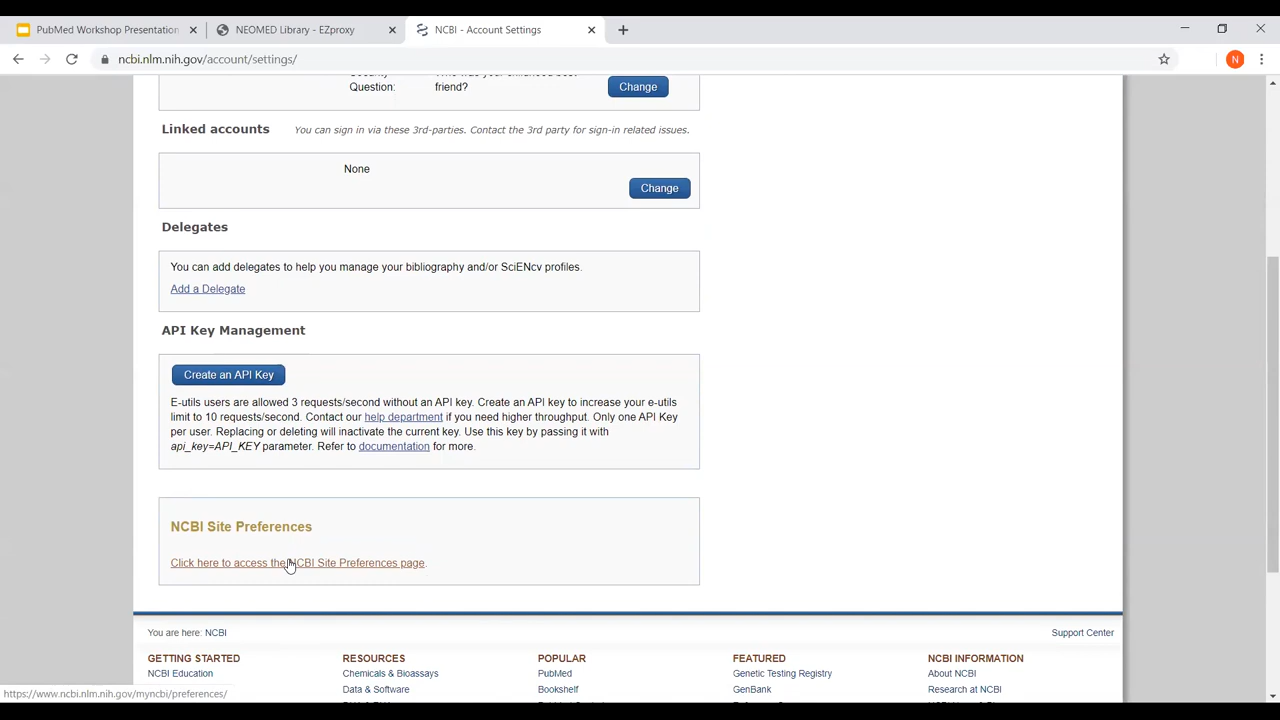 PubMed Workshop Presentation
NEOMED Library - EZproxy
NCBI - Account Settings
ncbi.nlm.nih.gov/account/settings/
N
Question:
friend?
Change
Linked accounts
You can sign in via these 3rd-parties. Contact the 3rd party for sign-in related issues.
None
Change
Delegates
You can add delegates to help you manage your bibliography and/or SciENcv profiles.
Add a Delegate
API Key Management
Create an API Key
E-utils users are allowed 3 requests/second without an API key. Create an API key to increase your e-utils
limit to 10 requests/second. Contact our help department if you need higher throughput. Only one API Key
per user. Replacing or deleting will inactivate the current key. Use this key by passing it with
api_key=API_KEY parameter. Refer to documentation for more.
NCBI Site Preferences
Click here to access the NCBI Site Preferences page.
You are here: NCBI
Support Center
GETTING STARTED
RESOURCES
POPULAR
FEATURED
NCBI INFORMATION
NCBI Education
Chemicals & Bioassays
PubMed
Genetic Testing Registry
About NCBI
Data & Software
Bookshelf
GenBank
Research at NCBI
https://www.ncbi.nlm.nih.gov/myncbi/preferences/